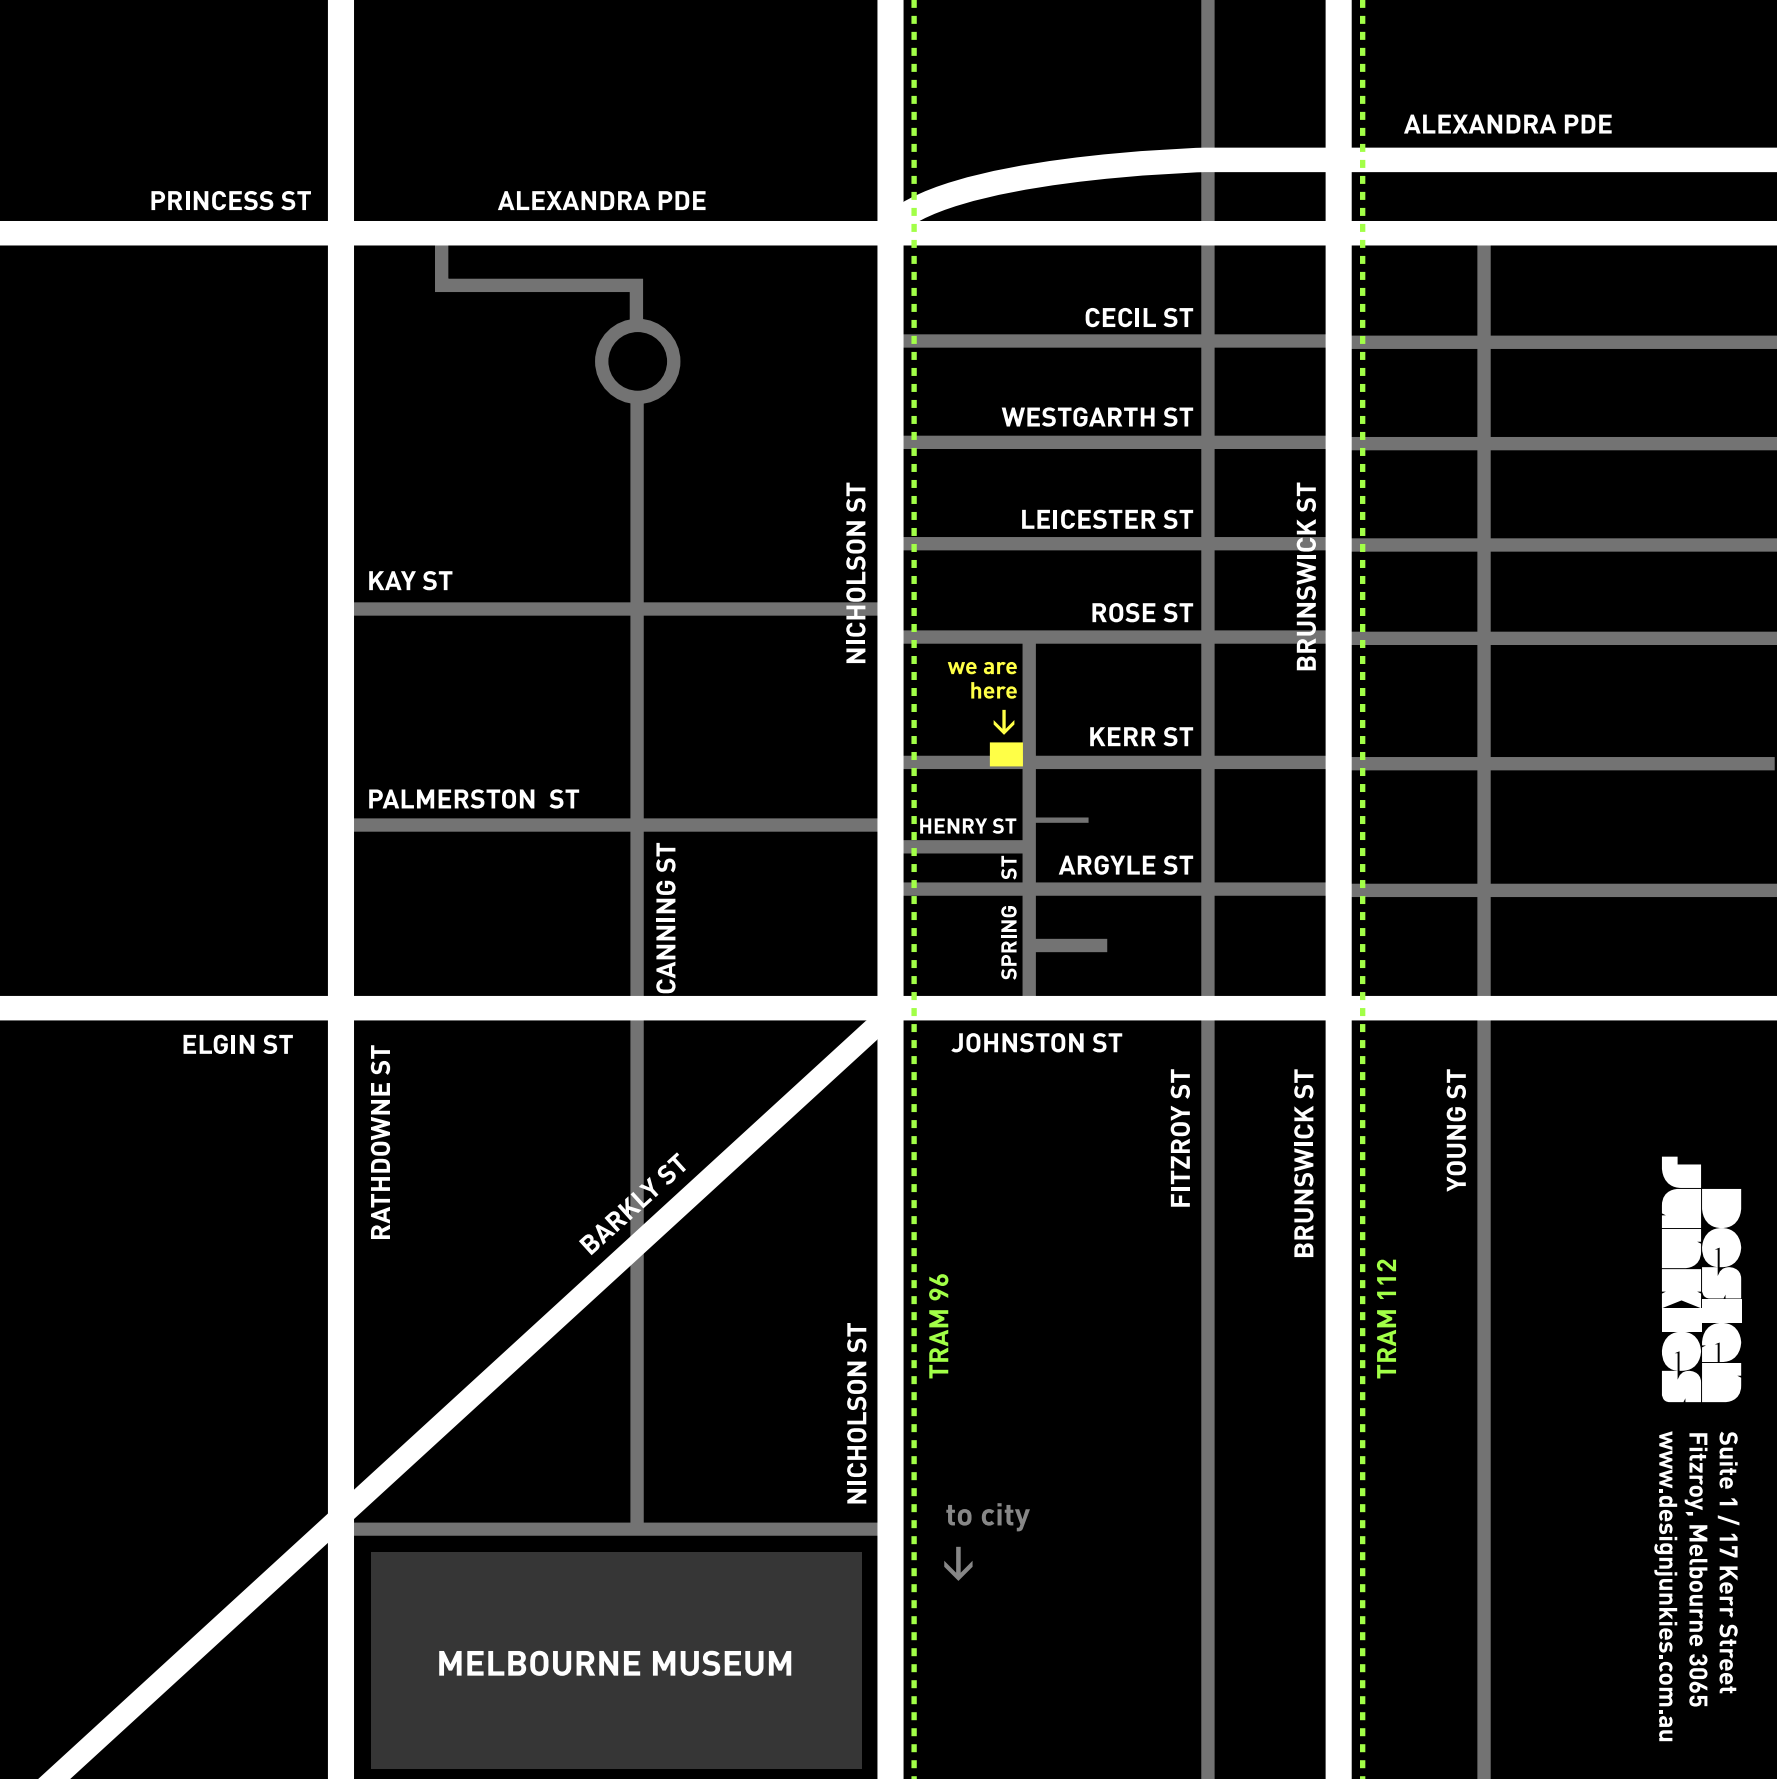 ALEXANDRA PDE
PRINCESS ST
ALEXANDRA PDE
CECIL ST
WESTGARTH ST
LEICESTER ST
NICHOLSON ST
BRUNSWICK ST
KAY ST
ROSE ST
we are
here
KERR ST
PALMERSTON ST
HENRY ST
CANNING ST
SPRING ST
ARGYLE ST
ELGIN ST
JOHNSTON ST
RATHDOWNE ST
BARKLY ST
FITZROY ST
BRUNSWICK ST
YOUNG ST
TRAM 96
TRAM 112
NICHOLSON ST
to city
MELBOURNE MUSEUM
Design
Junkies
Suite 1 / 17 Kerr Street
Fitzroy, Melbourne 3065
www.designjunkies.com.au